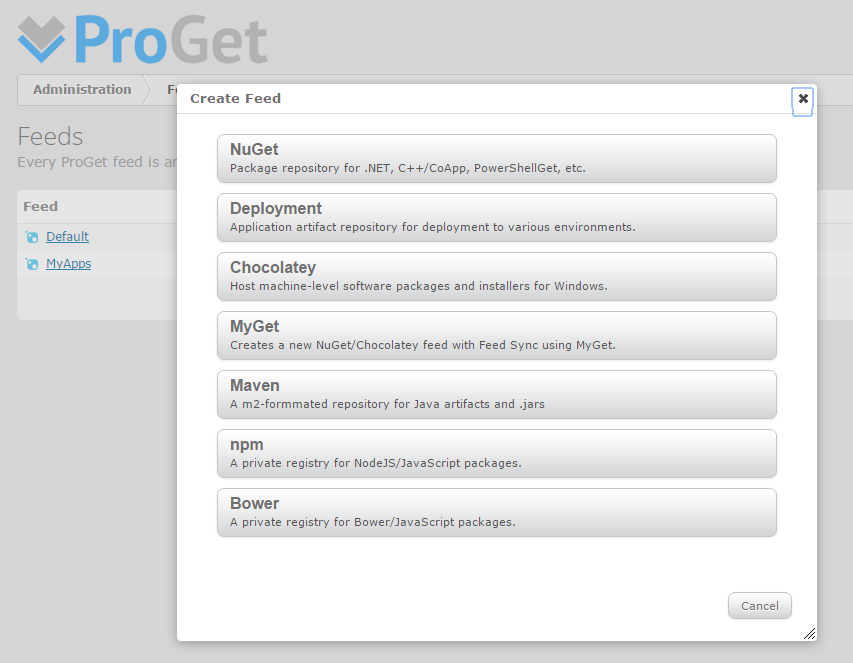 ProGet
Administration
Create Feed
Feeds
Every ProGet feed is
NuGet
Package repository for .NET, C++/CoApp, PowerShellGet, etc.
Feed
Deployment
Application artifact repository for deployment to various environments.
Default
MyApps
Chocolatey
Host machine-level software packages and installers for Windows.
MyGet
Creates a new NuGet/Chocolatey feed with Feed Sync using MyGet.
Maven
A m2-formmated repository for Java artifacts and .jars
npm
A private registry for NodeJS/JavaScript packages.
Bower
A private registry for Bower/JavaScript packages.
Cancel